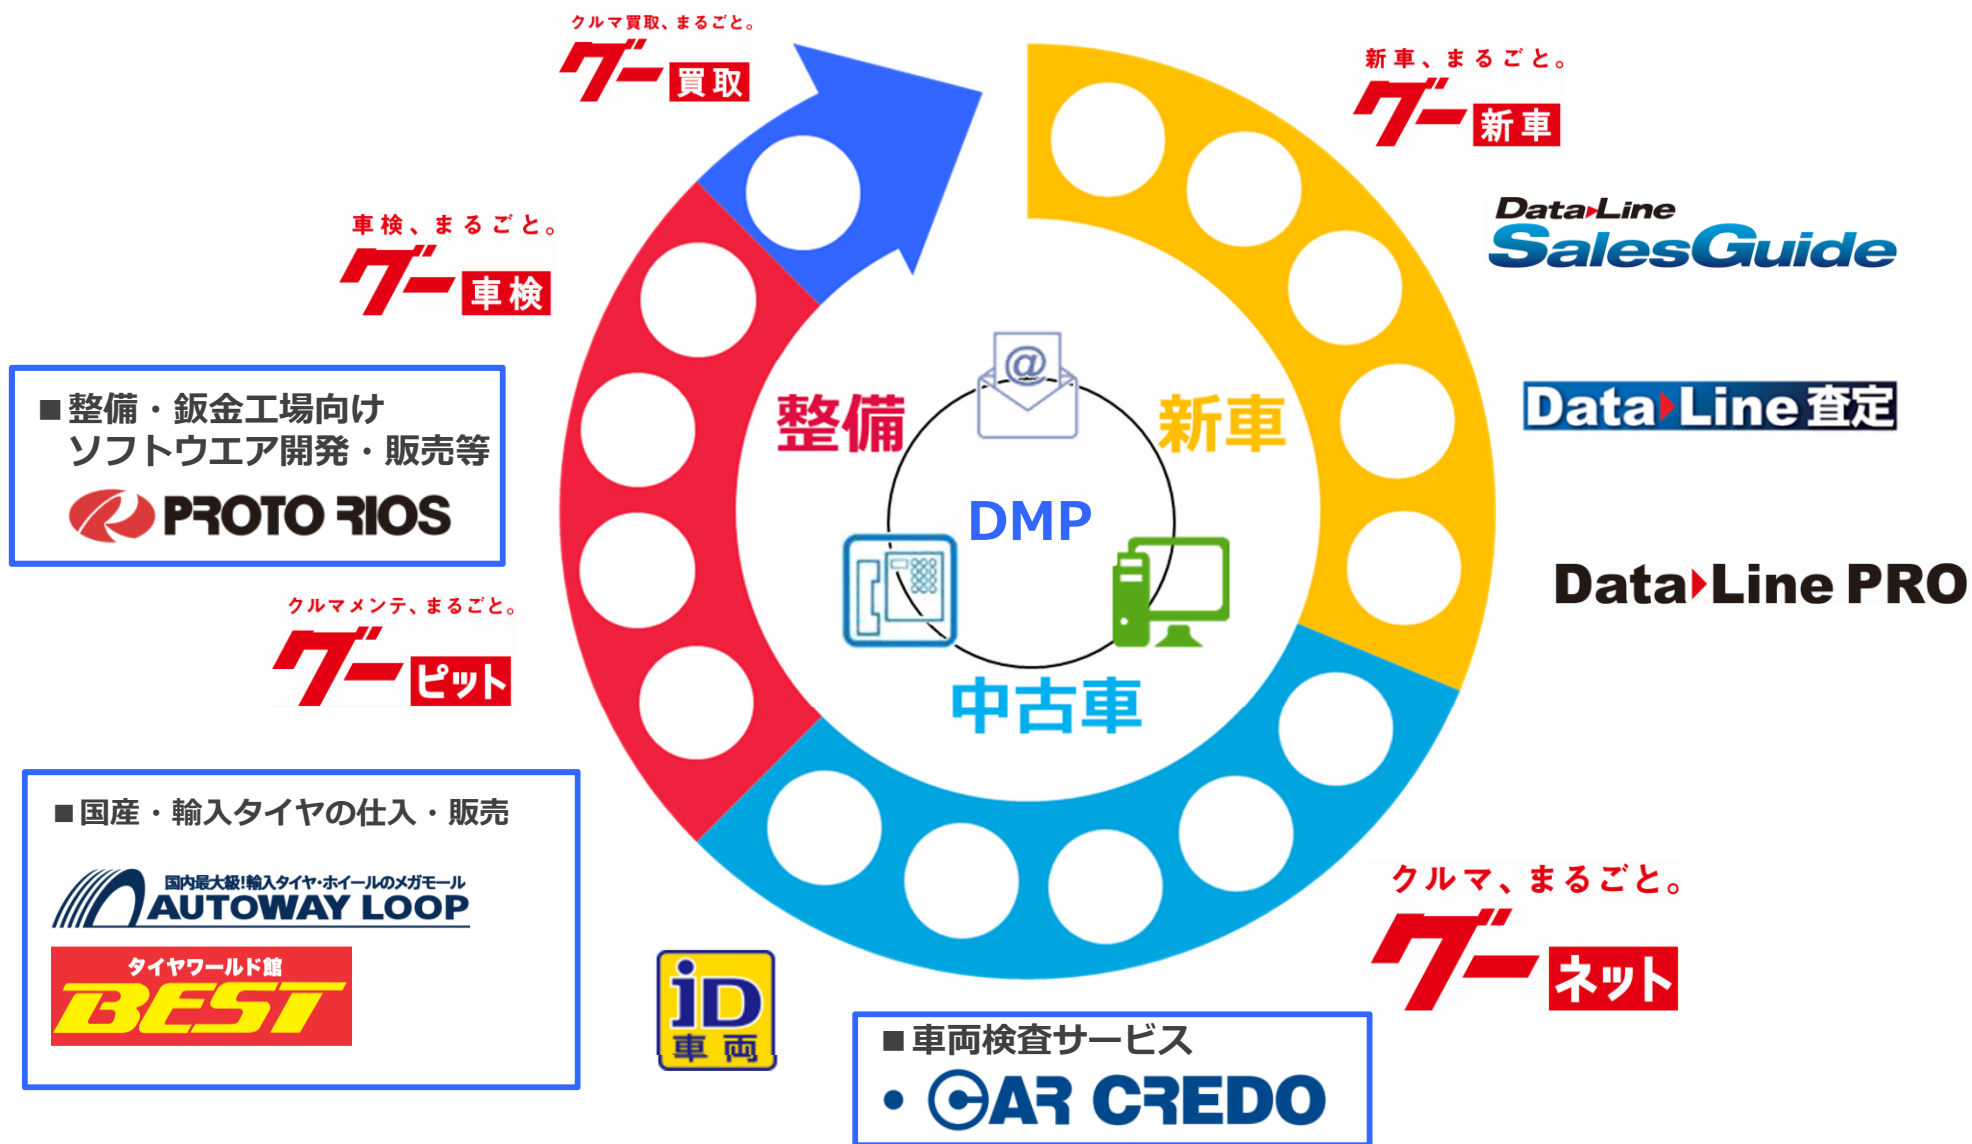 クルマ買取、まるごと。
グー買取
新車、まるごと。
グー新車
DataLine
SalesGuide
車検、まるごと。
グー車検
■整備・鈑金工場向け
ソフトウエア開発・販売等
PROTO RIOS
@
整備
新車
DataLine査定
DMP
DataLine PRO
クルマメンテ、まるごと。
グーピット
中古車
■国産・輸入タイヤの仕入・販売
国内最大級!輸入タイヤ・ホイールのメガモール
AUTOWAY LOOP
タイヤワールド館
BEST
クルマ、まるごと。
グーネット
iD
車両
■車両検査サービス
• CAR CREDO